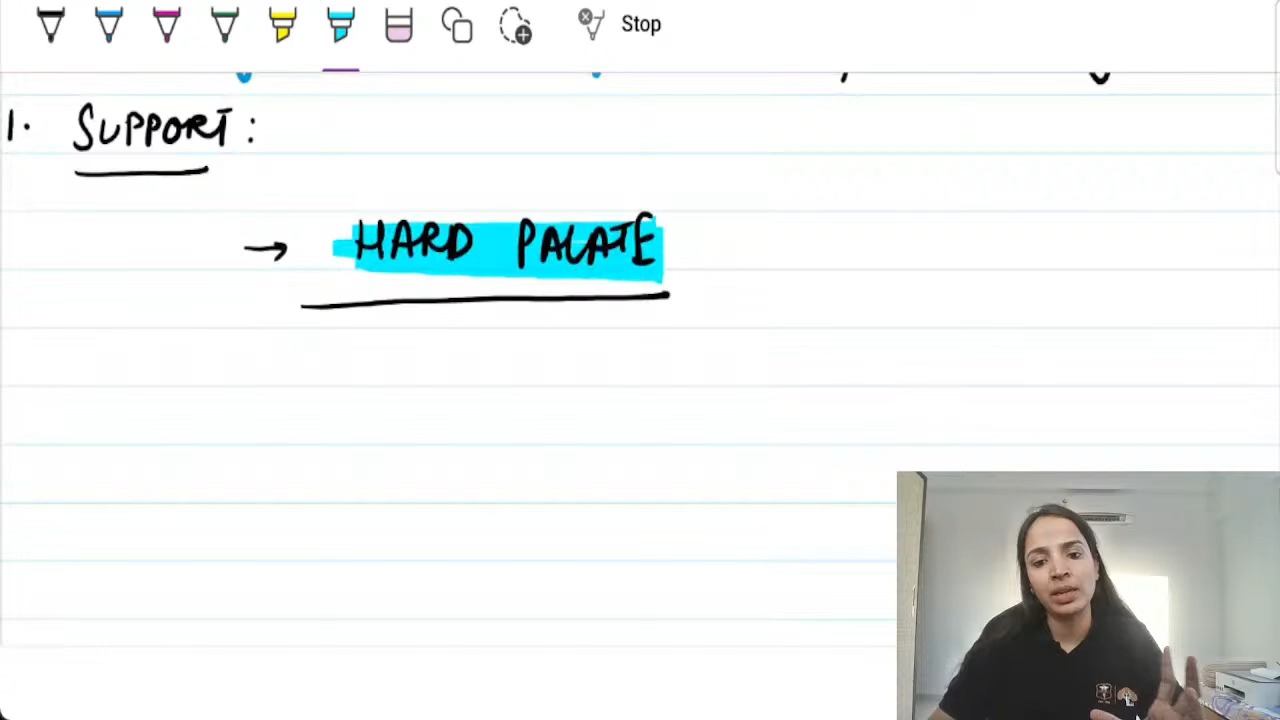 Stop
1. SUPPORT:
→ HARD PALATE